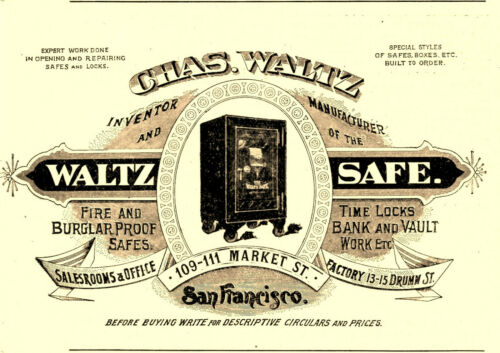 EXPERT WORK DONE
IN OPENING AND REPAIRING
SAFES AND LOCKS.
SPECIAL STYLES
OF SAFES, BOXES, ETC.
BUILT TO ORDER.
CHAS. WALTZ
INVENTOR
AND
MANUFACTURER
OF THE
WALTZ SAFE.
FIRE AND
BURGLAR PROOF
SAFES.
TIME LOCKS
BANK AND VAULT
WORK ETC
SALESROOMS & OFFICE
109-111 MARKET ST.
FACTORY 13-15 DRUMM ST.
San Francisco.
BEFORE BUYING WRITE FOR DESCRIPTIVE CIRCULARS AND PRICES.